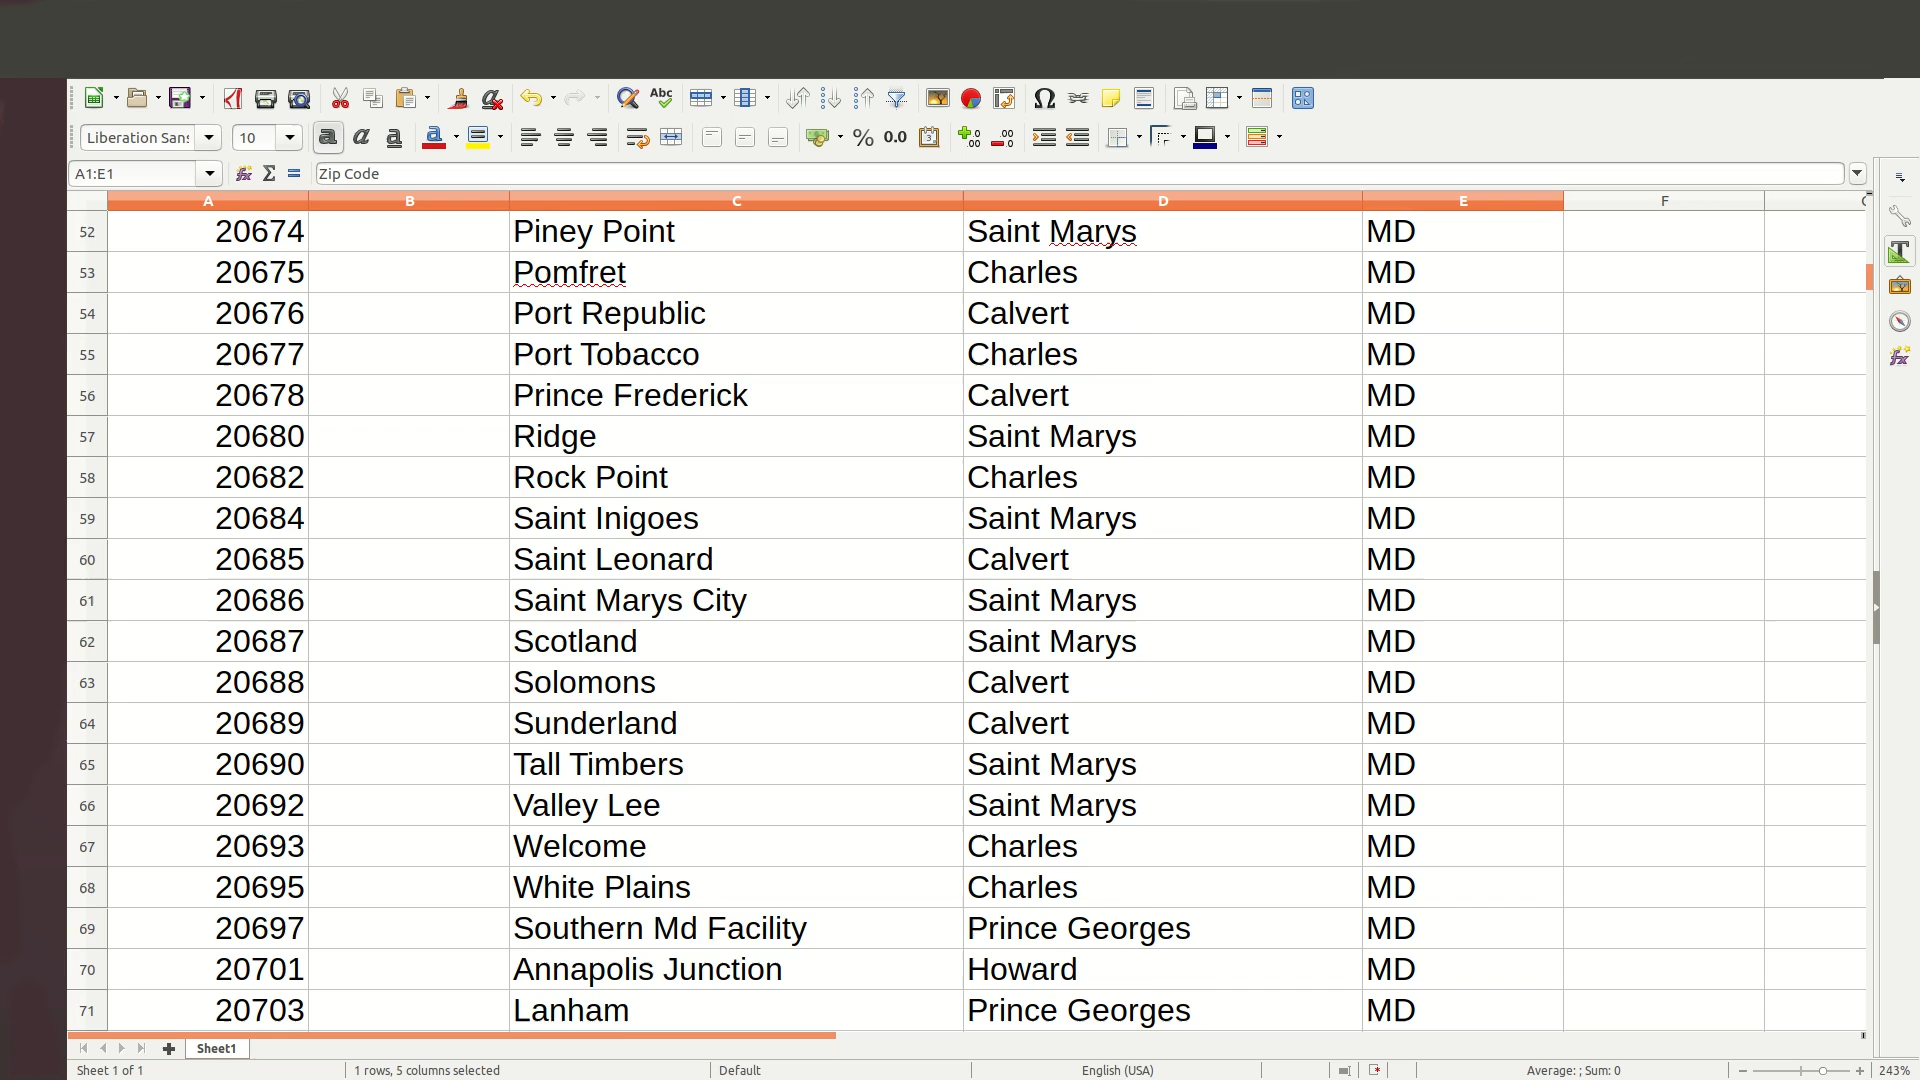 Liberation Sans 10
A1:E1 Zip Code
A B C D E F
52 20674 Piney Point Saint Marys MD
53 20675 Pomfret Charles MD
54 20676 Port Republic Calvert MD
55 20677 Port Tobacco Charles MD
56 20678 Prince Frederick Calvert MD
57 20680 Ridge Saint Marys MD
58 20682 Rock Point Charles MD
59 20684 Saint Inigoes Saint Marys MD
60 20685 Saint Leonard Calvert MD
61 20686 Saint Marys City Saint Marys MD
62 20687 Scotland Saint Marys MD
63 20688 Solomons Calvert MD
64 20689 Sunderland Calvert MD
65 20690 Tall Timbers Saint Marys MD
66 20692 Valley Lee Saint Marys MD
67 20693 Welcome Charles MD
68 20695 White Plains Charles MD
69 20697 Southern Md Facility Prince Georges MD
70 20701 Annapolis Junction Howard MD
71 20703 Lanham Prince Georges MD
Sheet1
Sheet 1 of 1 1 rows, 5 columns selected Default English (USA) Average: ; Sum: 0 243%